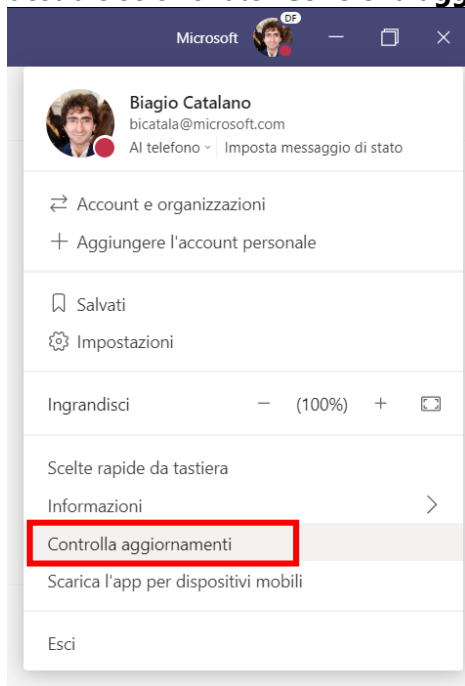 Microsoft
DF
Biagio Catalano
bicatala@microsoft.com
Al telefono Imposta messaggio di stato
Account e organizzazioni
Aggiungere l'account personale
Salvati
Impostazioni
Ingrandisci − (100%) +
Scelte rapide da tastiera
Informazioni
Controlla aggiornamenti
Scarica l'app per dispositivi mobili
Esci